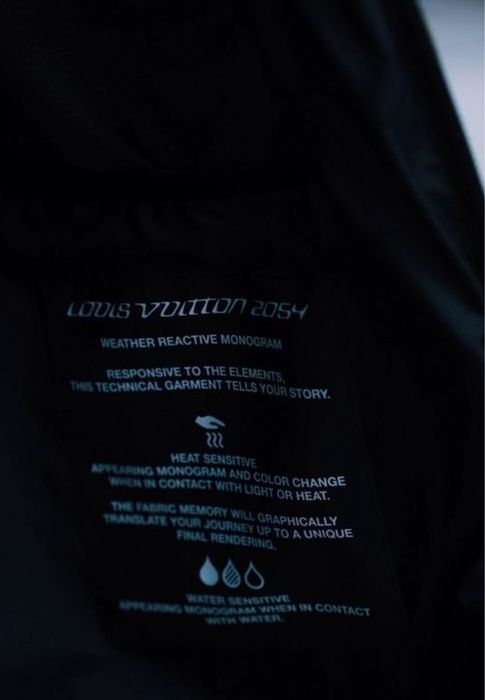 LOUIS VUITTON 2054
WEATHER REACTIVE MONOGRAM
RESPONSIVE TO THE ELEMENTS,
THIS TECHNICAL GARMENT TELLS YOUR STORY.
HEAT SENSITIVE
APPEARING MONOGRAM AND COLOR CHANGE
WHEN IN CONTACT WITH LIGHT OR HEAT.
THE FABRIC MEMORY WILL GRAPHICALLY
TRANSLATE YOUR JOURNEY UP TO A UNIQUE
FINAL RENDERING.
WATER SENSITIVE
APPEARING MONOGRAM WHEN IN CONTACT
WITH WATER.